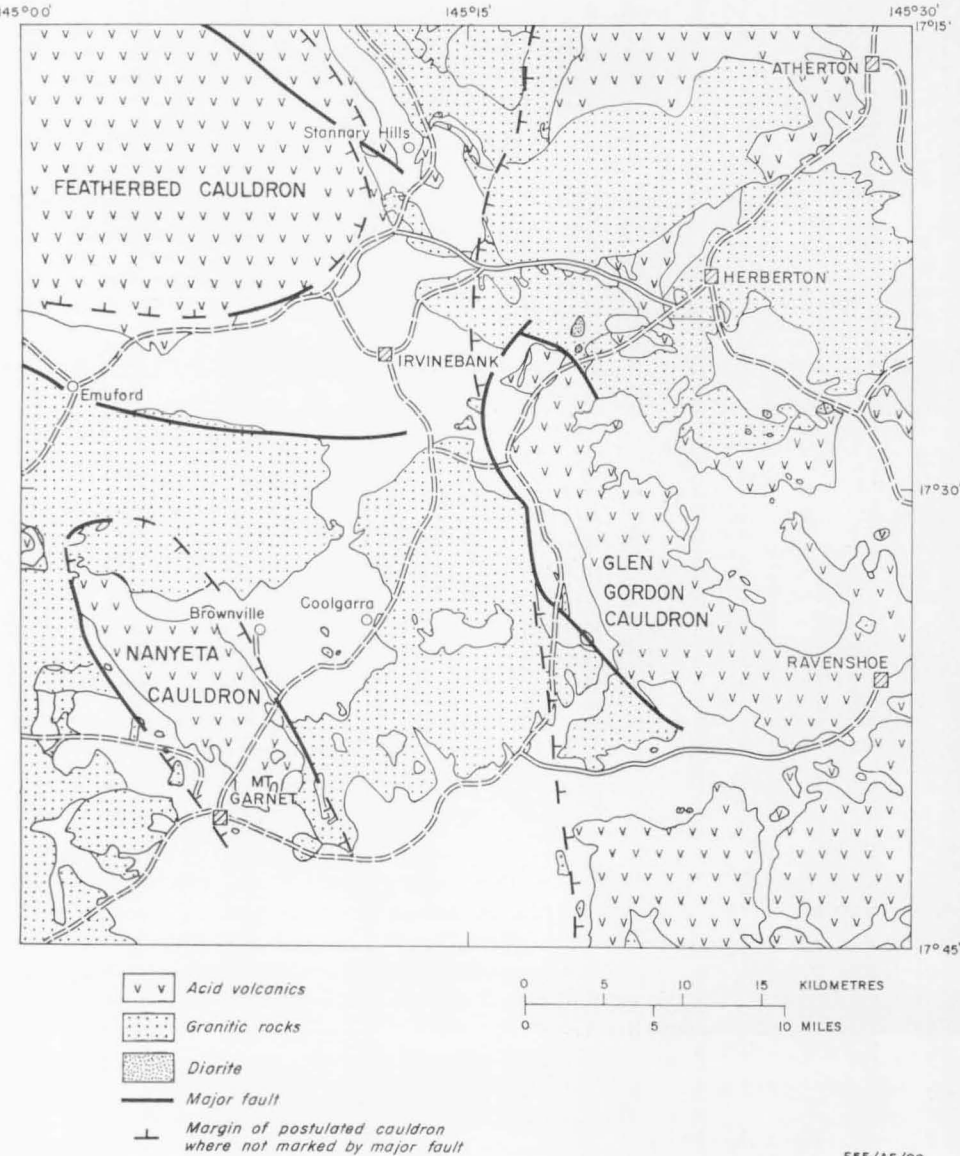 145°00'
145°15'
145°30'
17°15'
ATHERTON
Stannary Hills
FEATHERBED CAULDRON
HERBERTON
IRVINEBANK
Emuford
17°30'
GLEN
GORDON
CAULDRON
Coolgarra
Brownville
NANYETA
CAULDRON
RAVENSHOE
MT
GARNET
17°45'
v v Acid volcanics
Granitic rocks
Diorite
Major fault
Margin of postulated cauldron
where not marked by major fault
0 5 10 15 KILOMETRES
0 5 10 MILES